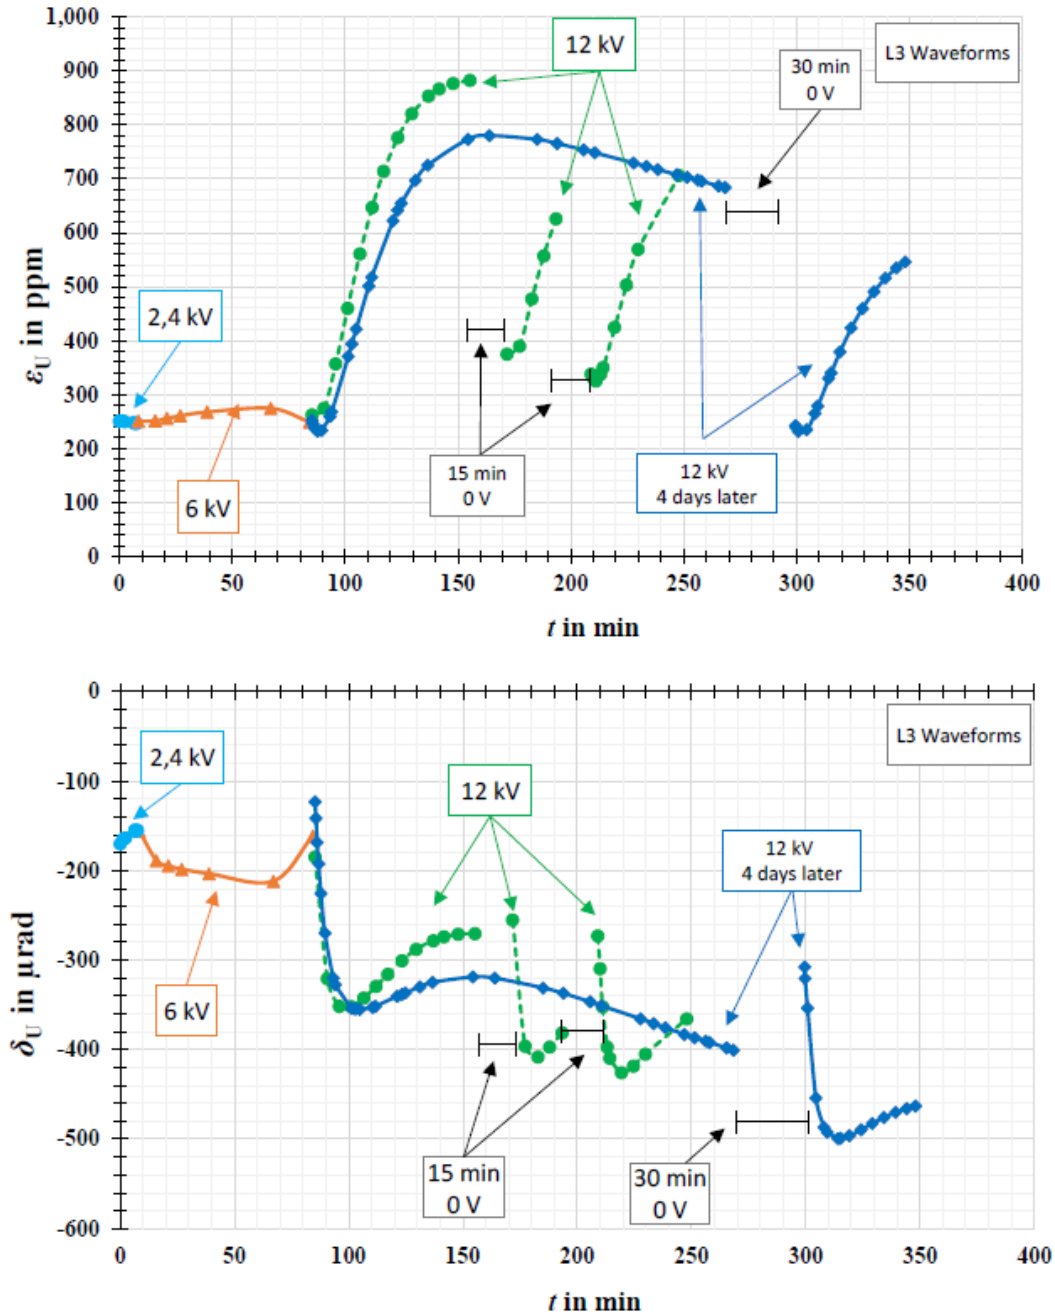 1,000
900
800
700
600
500
400
300
200
100
0
εU in ppm
12 kV
30 min
0 V
L3 Waveforms
2,4 kV
6 kV
15 min
0 V
12 kV
4 days later
0 50 100 150 200 250 300 350 400
t in min
0
-100
-200
-300
-400
-500
-600
δU in μrad
L3 Waveforms
2,4 kV
12 kV
12 kV
4 days later
6 kV
15 min
0 V
30 min
0 V
0 50 100 150 200 250 300 350 400
t in min